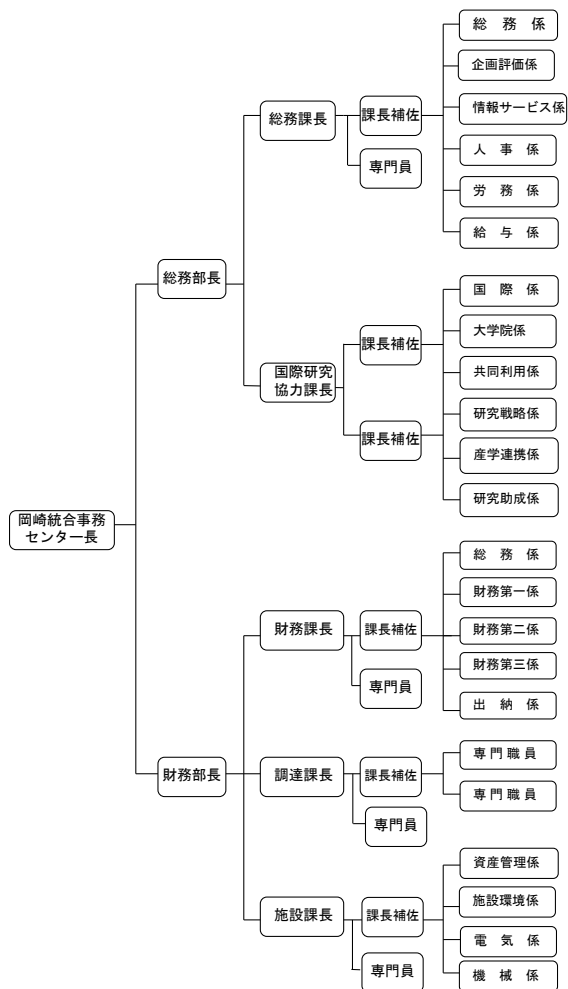 岡崎統合事務
センター長
総務部長
総務課長
課長補佐
専門員
総 務 係
企画評価係
情報サービス係
人 事 係
労 務 係
給 与 係
国際研究
協力課長
課長補佐
課長補佐
国 際 係
大学院係
共同利用係
研究戦略係
産学連携係
研究助成係
財務部長
財務課長
課長補佐
専門員
総 務 係
財務第一係
財務第二係
財務第三係
出 納 係
調達課長
課長補佐
専門員
専 門 職 員
専 門 職 員
施設課長
課長補佐
専門員
資産管理係
施設環境係
電 気 係
機 械 係